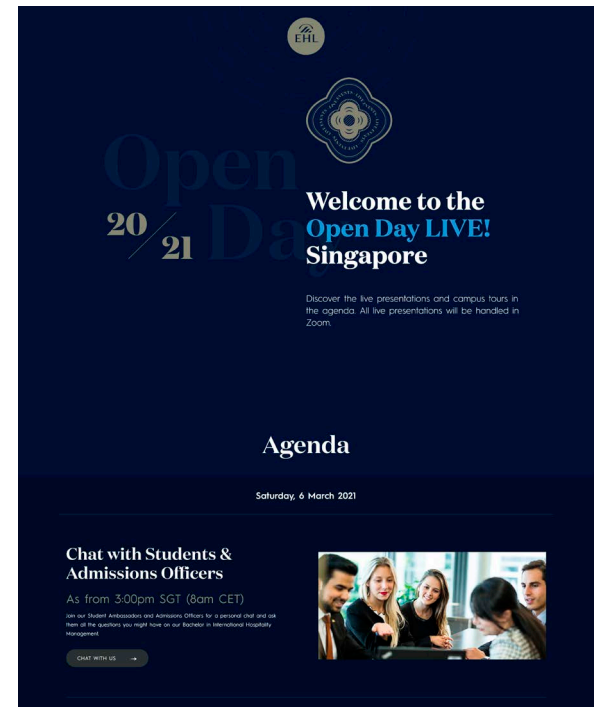 EHL
Open
Day
20
21
Welcome to the
Open Day LIVE!
Singapore
Discover the live presentations and campus tours in
the agenda. All live presentations will be handled in
Zoom.
Agenda
Saturday, 6 March 2021
Chat with Students &
Admissions Officers
As from 3:00pm SGT (8am CET)
Join our Student Ambassadors and Admissions Officers for a personal chat and ask
them all the questions you might have on our Bachelor in International Hospitality
Management.
CHAT WITH US →